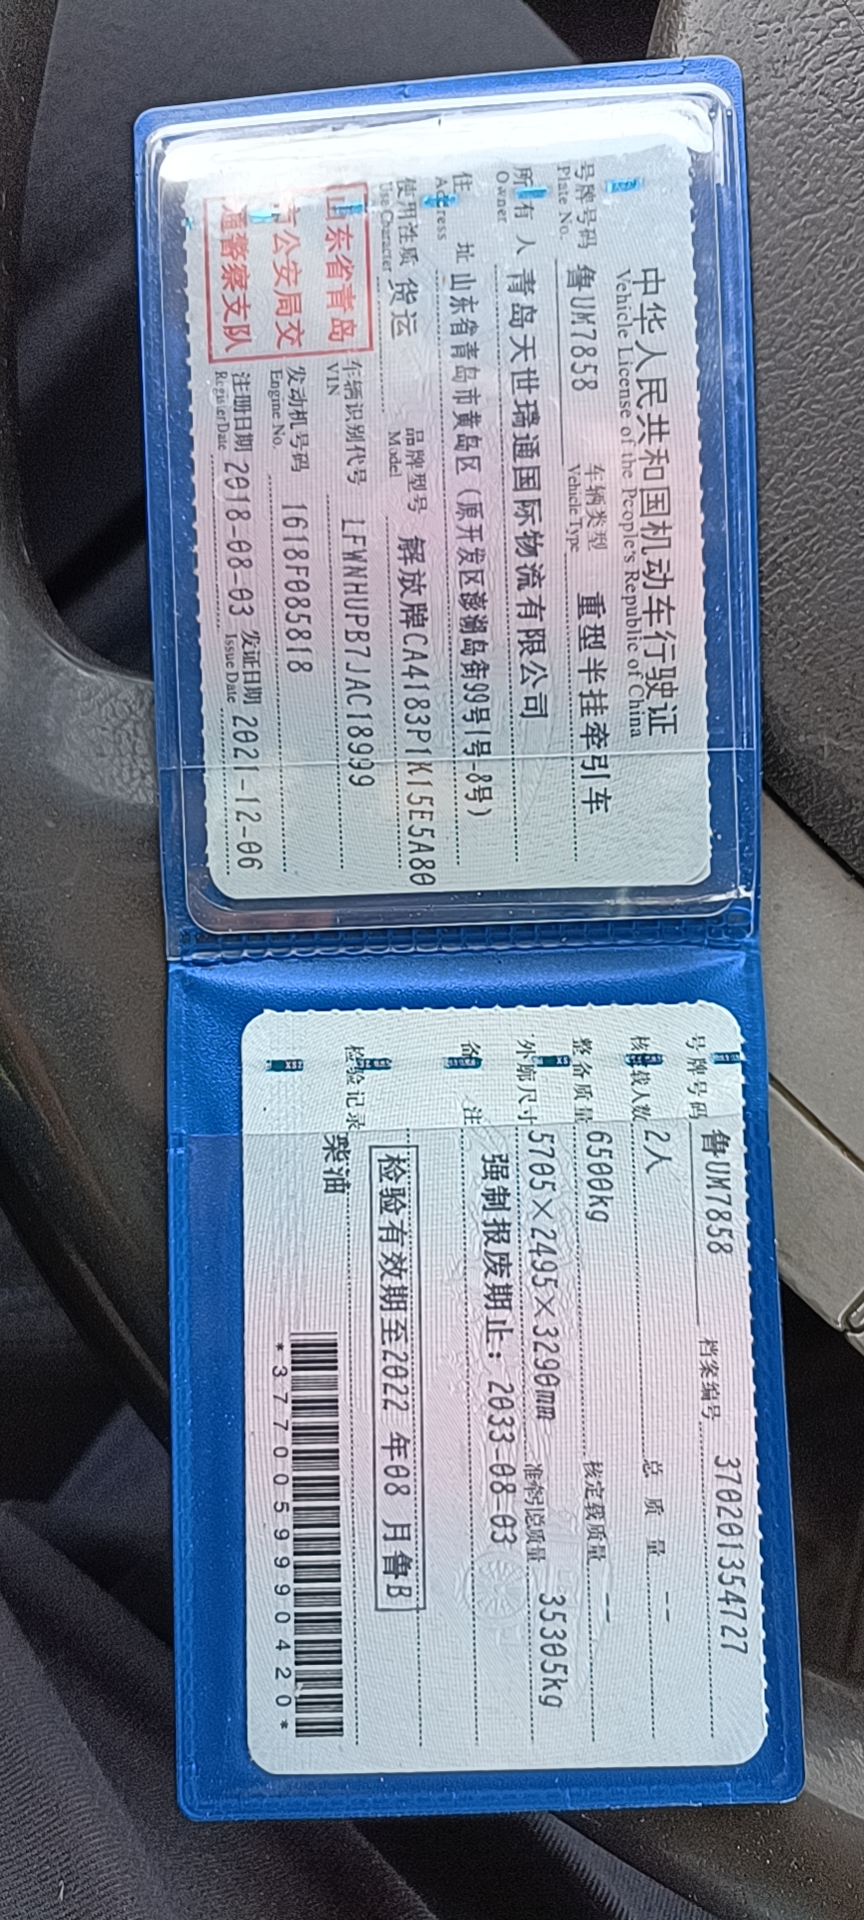 中华人民共和国机动车行驶证
Vehicle License of the People's Republic of China
号牌号码 鲁UM7858 车辆类型 重型半挂牵引车
Plate No. Vehicle Type
所有人 青岛天世瑞通国际物流有限公司
Owner
住址 山东省青岛市黄岛区(原开发区澎湖岛街99号1号-8号)
Address
使用性质 货运 品牌型号 解放牌CA4183P1K15E5A80
Use Character Model
山东省青岛
市公安局交
通警察支队
车辆识别代号 LFWNHUPB7JAC18999
VIN
发动机号码 1618F085818
Engine No.
注册日期 2018-08-03 发证日期 2021-12-06
Register Date Issue Date
号牌号码 鲁UM7858 档案编号 370201354727
核定载人数 2人 总质量 --
整备质量 6500kg 核定载质量 --
外廓尺寸 5705×2495×3290mm 准牵引总质量 35305kg
备注 强制报废期止:2033-08-03
检验有效期至2022年08月鲁B
检验记录
柴油
*3770059990420*